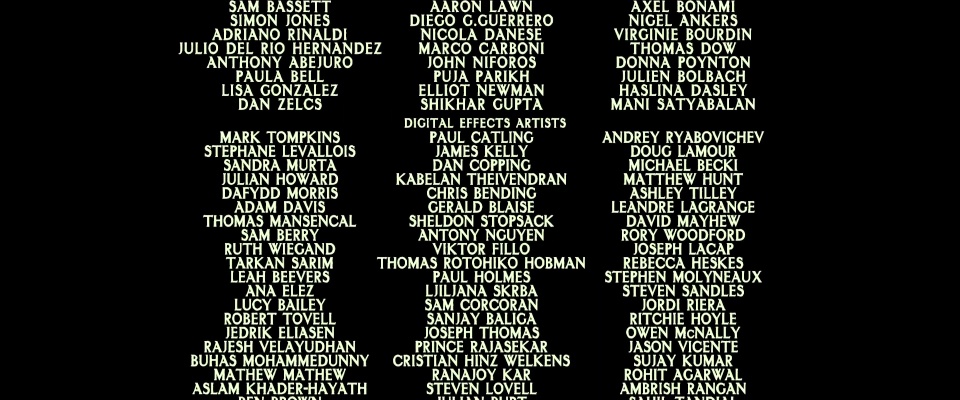 SAM BASSETT AARON LAWN AXEL BONAMI
SIMON JONES DIEGO G.GUERRERO NIGEL ANKERS
ADRIANO RINALDI NICOLA DANESE VIRGINIE BOURDIN
JULIO DEL RIO HERNANDEZ MARCO CARBONI THOMAS DOW
ANTHONY ABEJURO JOHN NIFOROS DONNA POYNTON
PAULA BELL PUJA PARIKH JULIEN BOLBACH
LISA GONZALEZ ELLIOT NEWMAN HASLINA DASLEY
DAN ZELCS SHIKHAR GUPTA MANI SATYABALAN
DIGITAL EFFECTS ARTISTS
MARK TOMPKINS PAUL CATLING ANDREY RYABOVICHEV
STEPHANE LEVALLOIS JAMES KELLY DOUG LAMOUR
SANDRA MURTA DAN COPPING MICHAEL BECKI
JULIAN HOWARD KABELAN THEIVENDRAN MATTHEW HUNT
DAFYDD MORRIS CHRIS BENDING ASHLEY TILLEY
ADAM DAVIS GERALD BLAISE LEANDRE LAGRANGE
THOMAS MANSENCAL SHELDON STOPSACK DAVID MAYHEW
SAM BERRY ANTONY NGUYEN RORY WOODFORD
RUTH WIEGAND VIKTOR FILLO JOSEPH LACAP
TARKAN SARIM THOMAS ROTOHIKO HOBMAN REBECCA HESKES
LEAH BEEVERS PAUL HOLMES STEPHEN MOLYNEAUX
ANA ELEZ LJILJANA SKRBA STEVEN SANDLES
LUCY BAILEY SAM CORCORAN JORDI RIERA
ROBERT TOVELL SANJAY BALIGA RITCHIE HOYLE
JEDRIK ELIASEN JOSEPH THOMAS OWEN McNALLY
RAJESH VELAYUDHAN PRINCE RAJASEKAR JASON VICENTE
BUHAS MOHAMMEDUNNY CRISTIAN HINZ WELKENS SUJAY KUMAR
MATHEW MATHEW RANAJOY KAR ROHIT AGARWAL
ASLAM KHADER-HAYATH STEVEN LOVELL AMBRISH RANGAN